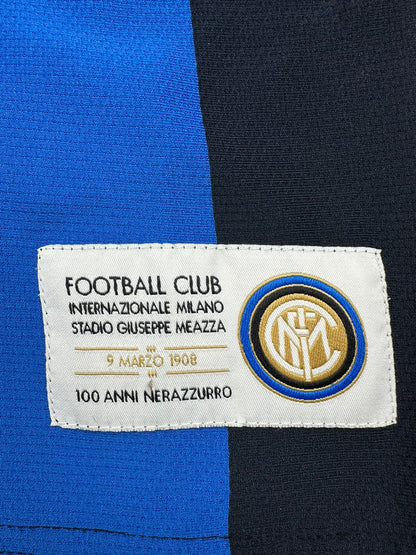 FOOTBALL CLUB
INTERNAZIONALE MILANO
STADIO GIUSEPPE MEAZZA
9 MARZO 1908
100 ANNI NERAZZURRO